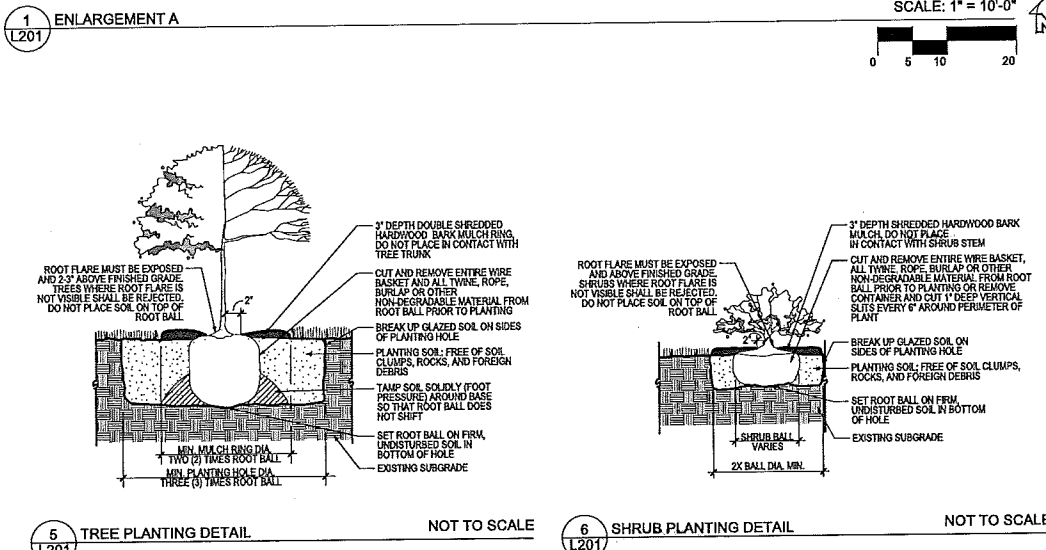 1
L201
ENLARGEMENT A
SCALE: 1" = 10'-0"
N
0 5 10 20
ROOT FLARE MUST BE EXPOSED
AND 2-3" ABOVE FINISHED GRADE.
TREES WHERE ROOT FLARE IS
NOT VISIBLE SHALL BE REJECTED.
DO NOT PLACE SOIL ON TOP OF
ROOT BALL
2"
3" DEPTH DOUBLE SHREDDED
HARDWOOD BARK MULCH RING,
DO NOT PLACE IN CONTACT WITH
TREE TRUNK
CUT AND REMOVE ENTIRE WIRE
BASKET AND ALL TWINE, ROPE,
BURLAP OR OTHER
NON-DEGRADABLE MATERIAL FROM
ROOT BALL PRIOR TO PLANTING
BREAK UP GLAZED SOIL ON SIDES
OF PLANTING HOLE
PLANTING SOIL: FREE OF SOIL
CLUMPS, ROCKS, AND FOREIGN
DEBRIS
TAMP SOIL SOLIDLY (FOOT
PRESSURE) AROUND BASE
SO THAT ROOT BALL DOES
NOT SHIFT
SET ROOT BALL ON FIRM,
UNDISTURBED SOIL IN
BOTTOM OF HOLE
EXISTING SUBGRADE
MIN. MULCH RING DIA.
TWO (2) TIMES ROOT BALL
MIN. PLANTING HOLE DIA.
THREE (3) TIMES ROOT BALL
5
L201
TREE PLANTING DETAIL
NOT TO SCALE
ROOT FLARE MUST BE EXPOSED
AND ABOVE FINISHED GRADE.
SHRUBS WHERE ROOT FLARE IS
NOT VISIBLE SHALL BE REJECTED.
DO NOT PLACE SOIL ON TOP OF
ROOT BALL
2"
3" DEPTH SHREDDED HARDWOOD BARK
MULCH, DO NOT PLACE
IN CONTACT WITH SHRUB STEM
CUT AND REMOVE ENTIRE WIRE BASKET,
ALL TWINE, ROPE, BURLAP OR OTHER
NON-DEGRADABLE MATERIAL FROM ROOT
BALL PRIOR TO PLANTING OR REMOVE
CONTAINER AND CUT 1" DEEP VERTICAL
SLITS EVERY 6" AROUND PERIMETER OF
PLANT
BREAK UP GLAZED SOIL ON
SIDES OF PLANTING HOLE
PLANTING SOIL; FREE OF SOIL CLUMPS,
ROCKS, AND FOREIGN DEBRIS
SET ROOT BALL ON FIRM,
UNDISTURBED SOIL IN BOTTOM
OF HOLE
EXISTING SUBGRADE
SHRUB BALL
VARIES
2X BALL DIA. MIN.
6
L201
SHRUB PLANTING DETAIL
NOT TO SCALE